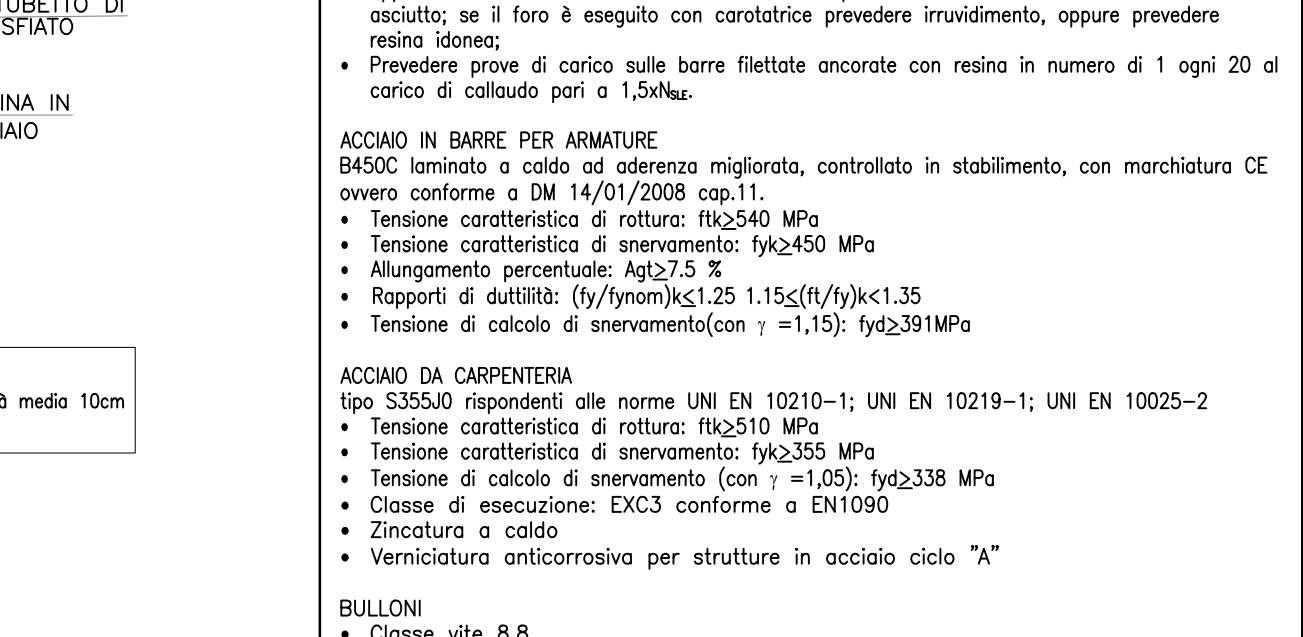 TUBETTO DI
SFIATO
INA IN
asciutto; se il foro è eseguito con carotatrice prevedere irruvidimento, oppure prevedere
resina idonea;
• Prevedere prove di carico sulle barre filettate ancorate con resina in numero di 1 ogni 20 al
carico di callaudo pari a 1,5xNSLE.
ACCIAIO IN BARRE PER ARMATURE
B450C laminato a caldo ad aderenza migliorata, controllato in stabilimento, con marchiatura CE
ovvero conforme a DM 14/01/2008 cap.11.
• Tensione caratteristica di rottura: ftk≥540 MPa
• Tensione caratteristica di snervamento: fyk≥450 MPa
• Allungamento percentuale: Agt≥7.5 %
• Rapporti di duttilità: (fy/fynom)k≤1.25 1.15≤(ft/fy)k<1.35
• Tensione di calcolo di snervamento(con γ =1,15): fyd≥391MPa
à media 10cm
ACCIAIO DA CARPENTERIA
tipo S355J0 rispondenti alle norme UNI EN 10210-1; UNI EN 10219-1; UNI EN 10025-2
• Tensione caratteristica di rottura: ftk≥510 MPa
• Tensione caratteristica di snervamento: fyk≥355 MPa
• Tensione di calcolo di snervamento (con γ =1,05): fyd≥338 MPa
• Classe di esecuzione: EXC3 conforme a EN1090
• Zincatura a caldo
• Verniciatura anticorrosiva per strutture in acciaio ciclo "A"
BULLONI
• Classe vite 8.8